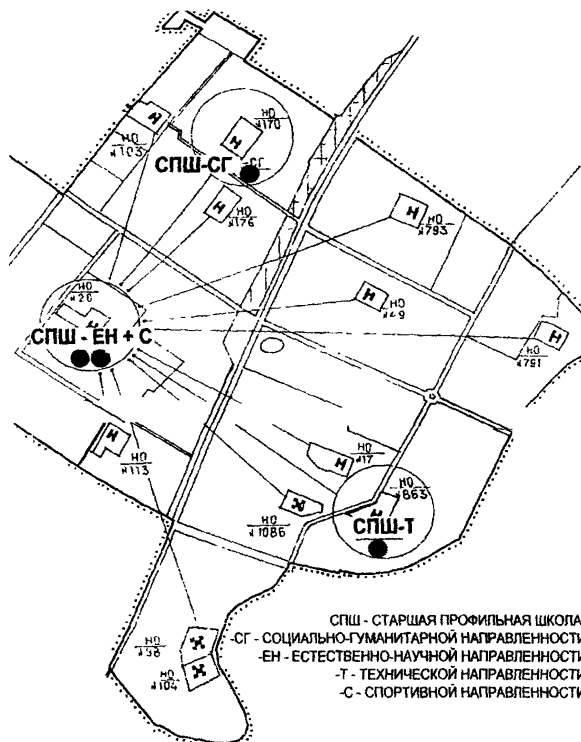 НО
№170
НО
№103
-СГ
СПШ-СГ
НО
№176
НО
№793
НО
№20
НО
№49
СПШ - ЕН + С
НО
№791
НО
№113
НО
№17
НО
№863
НО
№1086
СПШ-Т
НО
№98
НО
№104
СПШ - СТАРШАЯ ПРОФИЛЬНАЯ ШКОЛА
-СГ - СОЦИАЛЬНО-ГУМАНИТАРНОЙ НАПРАВЛЕННОСТИ
-ЕН - ЕСТЕСТВЕННО-НАУЧНОЙ НАПРАВЛЕННОСТИ
-Т - ТЕХНИЧЕСКОЙ НАПРАВЛЕННОСТИ
-С - СПОРТИВНОЙ НАПРАВЛЕННОСТИ